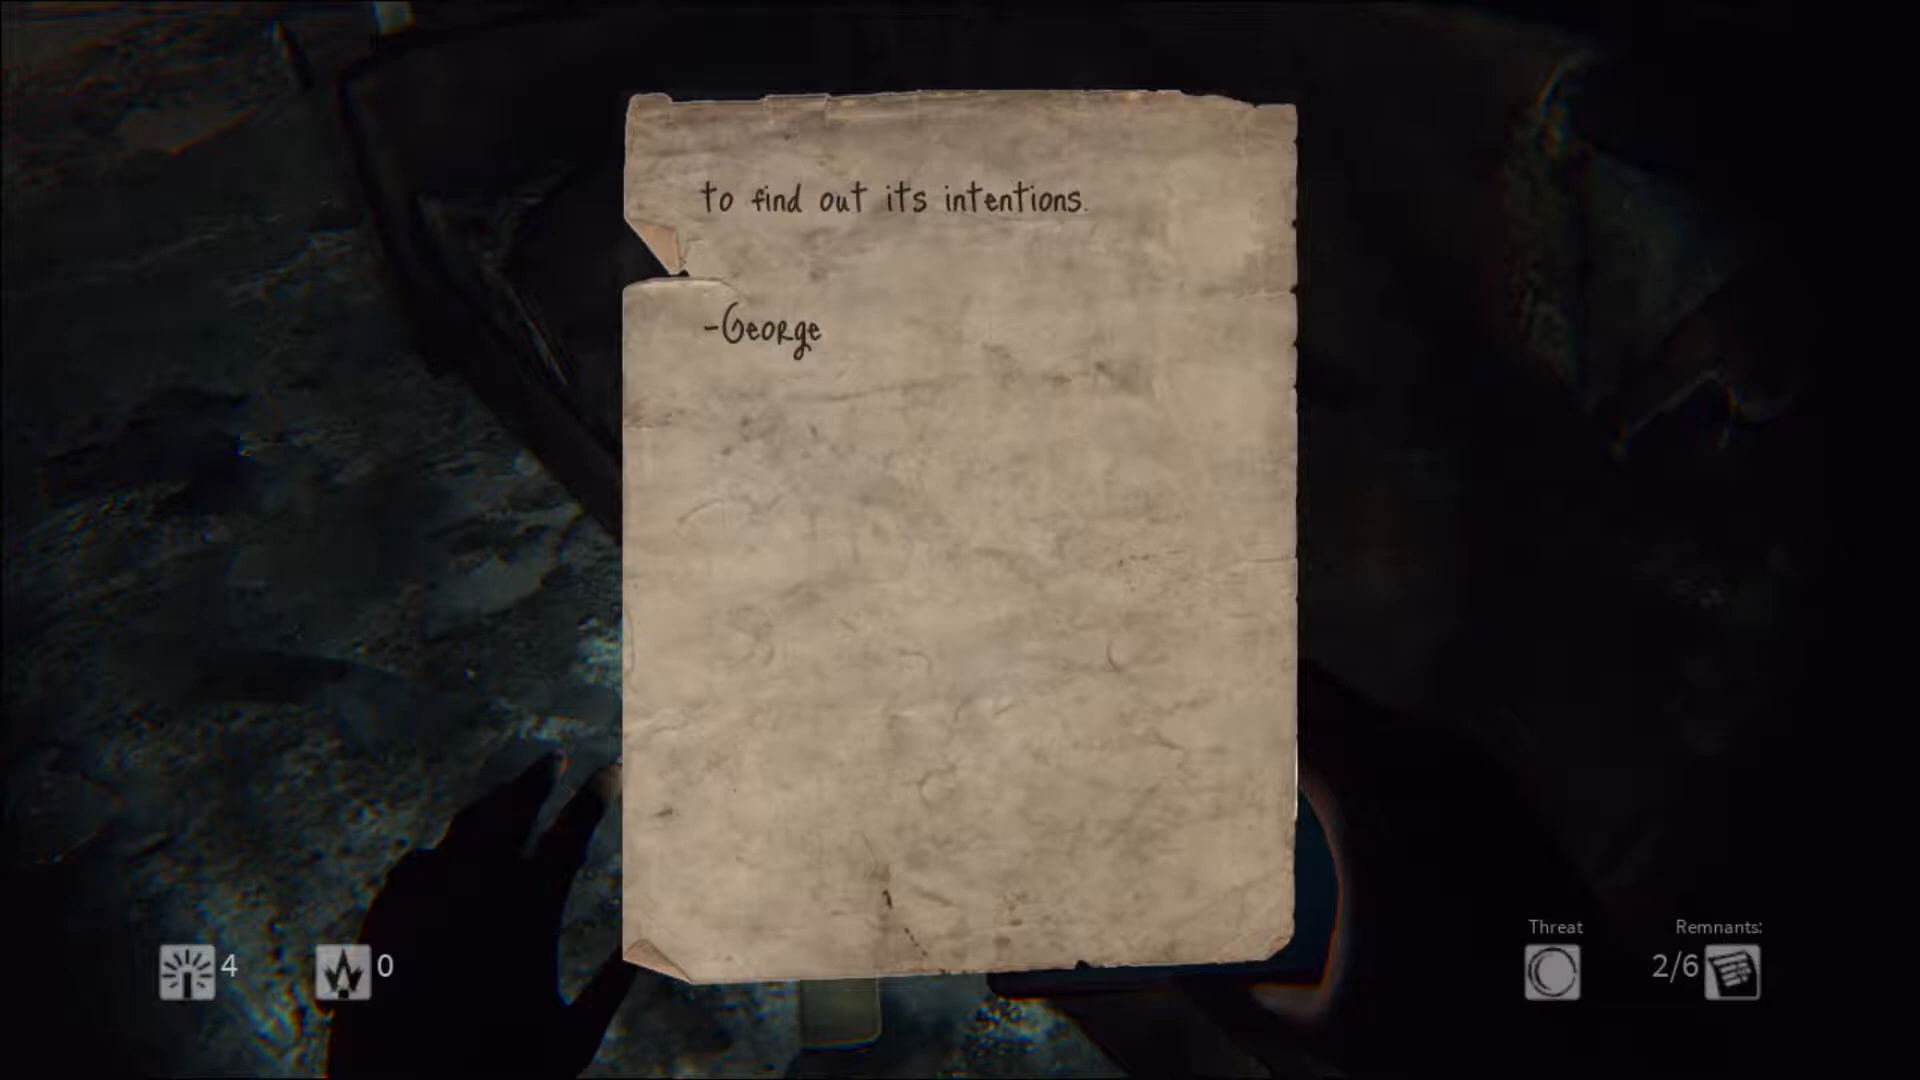 to find out its intentions.
-George
4
0
Threat
Remnants:
2/6